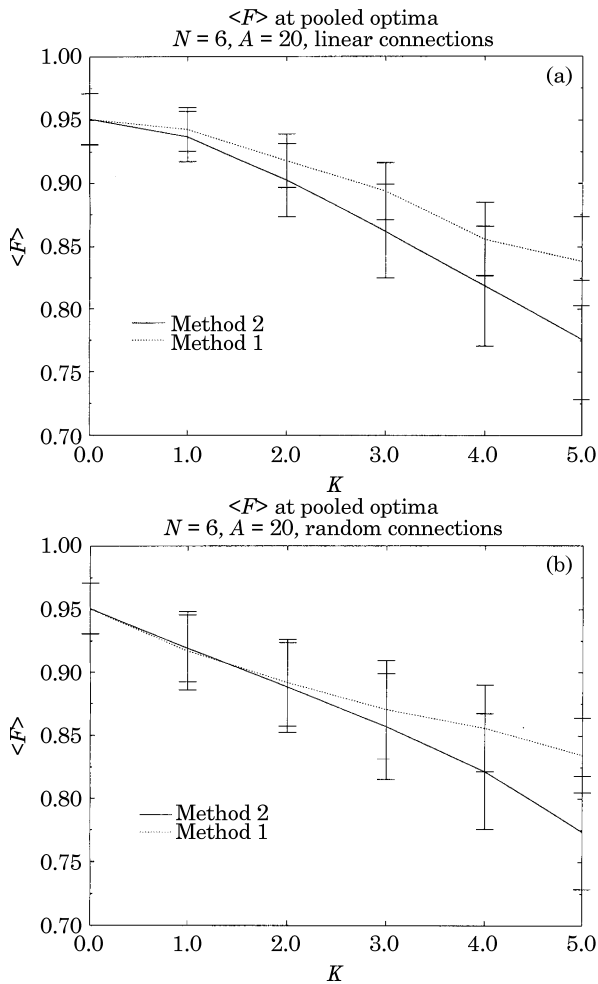 <F> at pooled optima
N = 6, A = 20, linear connections
(a)
1.00
0.95
0.90
0.85
0.80
0.75
0.70
<F>
Method 2
Method 1
0.0 1.0 2.0 3.0 4.0 5.0
K
<F> at pooled optima
N = 6, A = 20, random connections
(b)
1.00
0.95
0.90
0.85
0.80
0.75
0.70
<F>
Method 2
Method 1
0.0 1.0 2.0 3.0 4.0 5.0
K